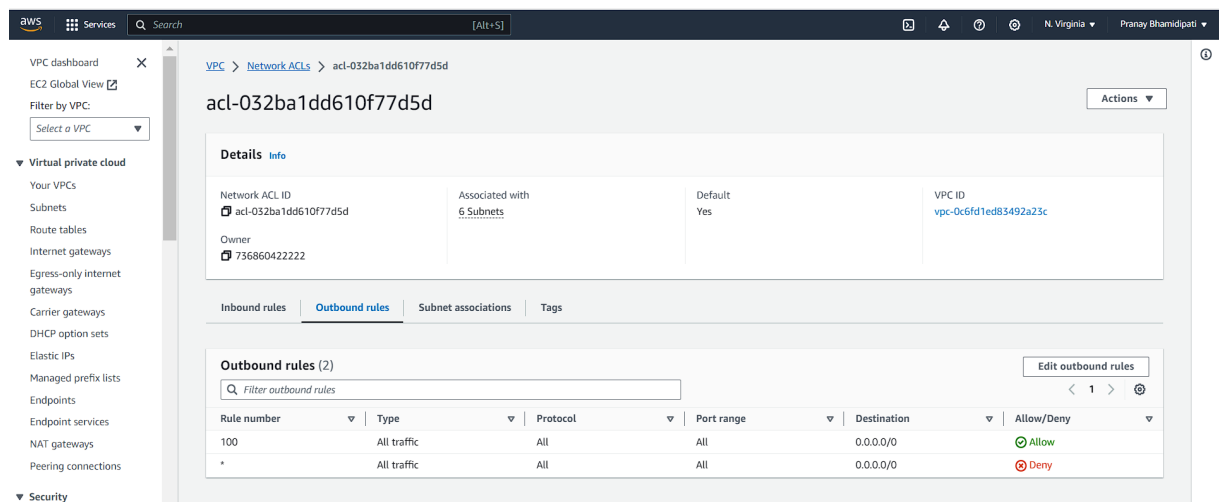 aws Services Search [Alt+S] N. Virginia Pranay Bhamidipati
VPC dashboard
EC2 Global View
Filter by VPC:
Select a VPC
Virtual private cloud
Your VPCs
Subnets
Route tables
Internet gateways
Egress-only internet
gateways
Carrier gateways
DHCP option sets
Elastic IPs
Managed prefix lists
Endpoints
Endpoint services
NAT gateways
Peering connections
Security
VPC > Network ACLs > acl-032ba1dd610f77d5d
acl-032ba1dd610f77d5d
Actions
Details Info
Network ACL ID
acl-032ba1dd610f77d5d
Associated with
6 Subnets
Default
Yes
VPC ID
vpc-0c6fd1ed83492a23c
Owner
736860422222
Inbound rules Outbound rules Subnet associations Tags
Outbound rules (2)
Edit outbound rules
Filter outbound rules
< 1 >
Rule number Type Protocol Port range Destination Allow/Deny
100 All traffic All All 0.0.0.0/0 Allow
* All traffic All All 0.0.0.0/0 Deny